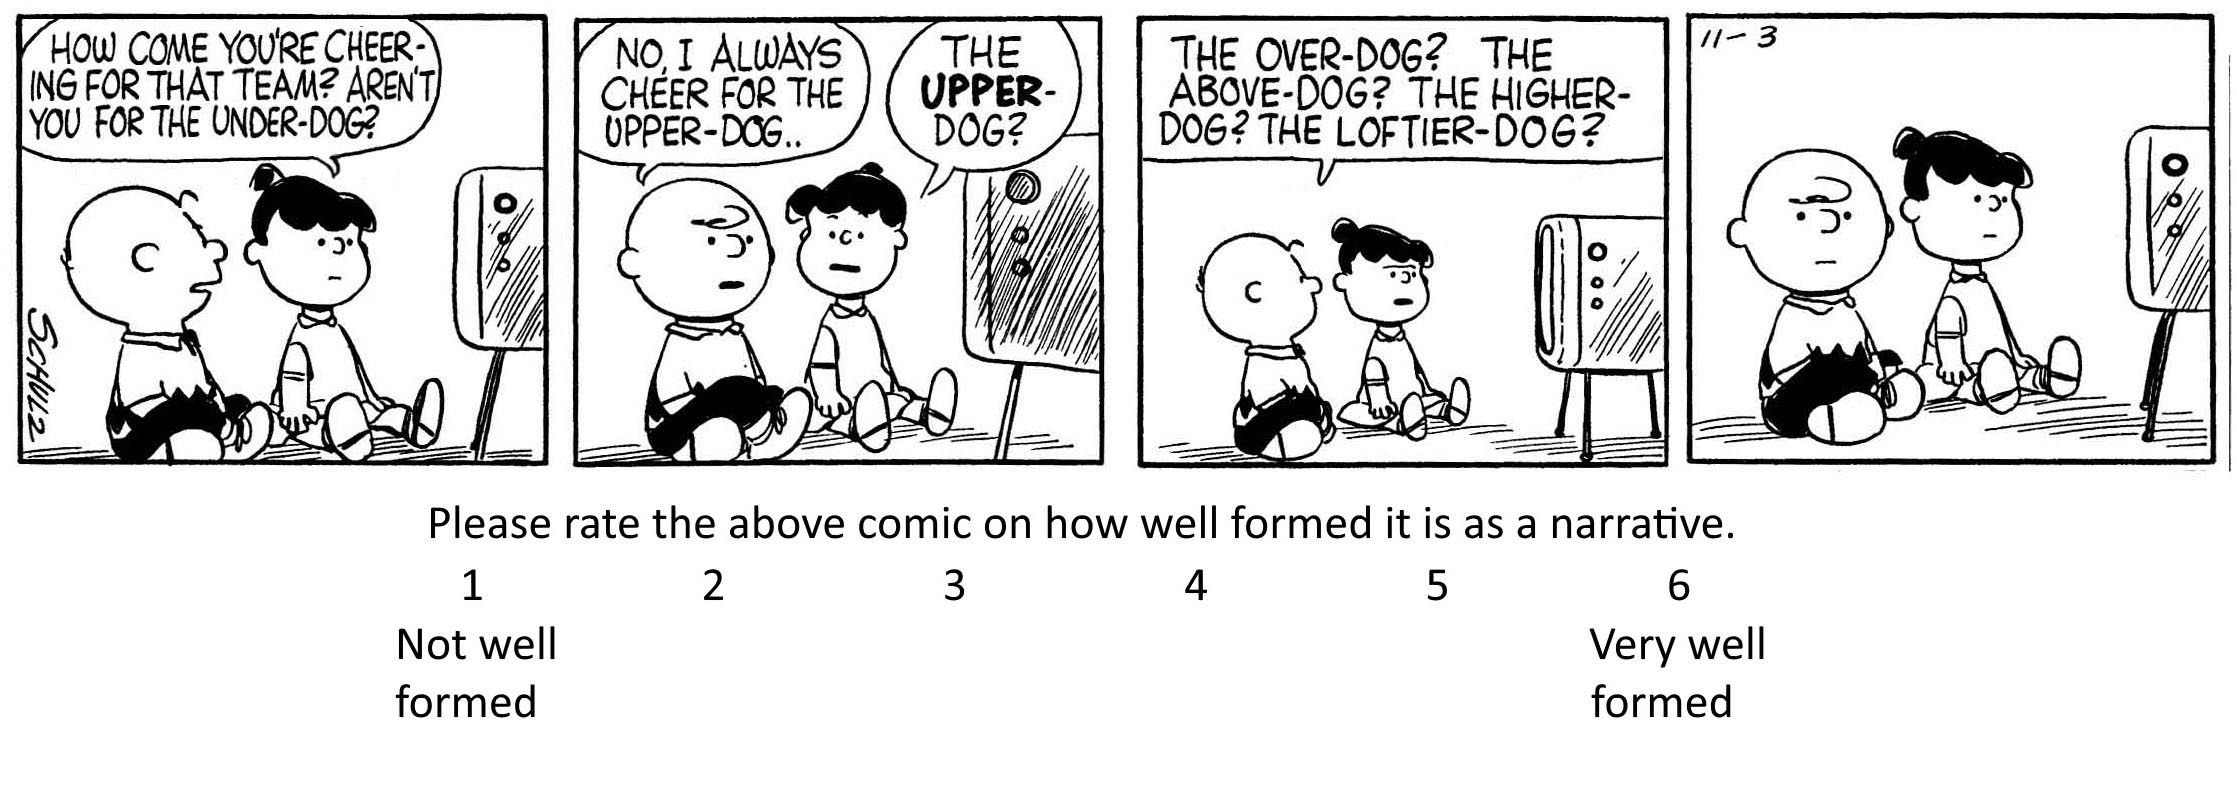 HOW COME YOU'RE CHEER-
ING FOR THAT TEAM? AREN'T
YOU FOR THE UNDER-DOG?
SCHULZ
NO, I ALWAYS
CHEER FOR THE
UPPER-DOG..
THE
UPPER-
DOG?
THE OVER-DOG? THE
ABOVE-DOG? THE HIGHER-
DOG? THE LOFTIER-DOG?
11-3
Please rate the above comic on how well formed it is as a narrative.
1 2 3 4 5 6
Not well
formed
Very well
formed